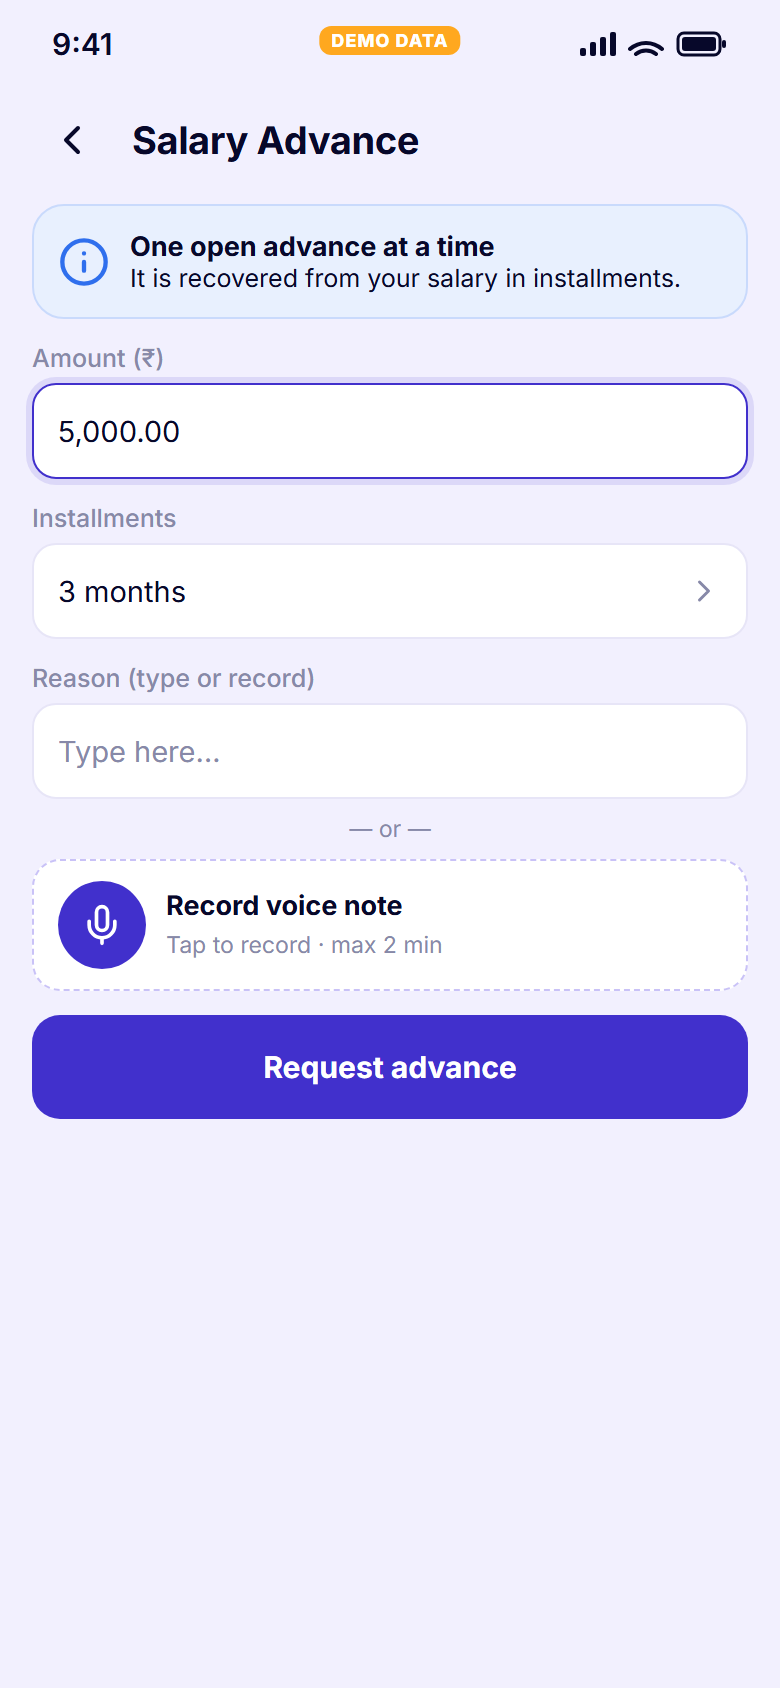 9:41
DEMO DATA
Salary Advance
One open advance at a time
It is recovered from your salary in installments.
Amount (₹)
5,000.00
Installments
3 months
Reason (type or record)
Type here...
— or —
Record voice note
Tap to record · max 2 min
Request advance